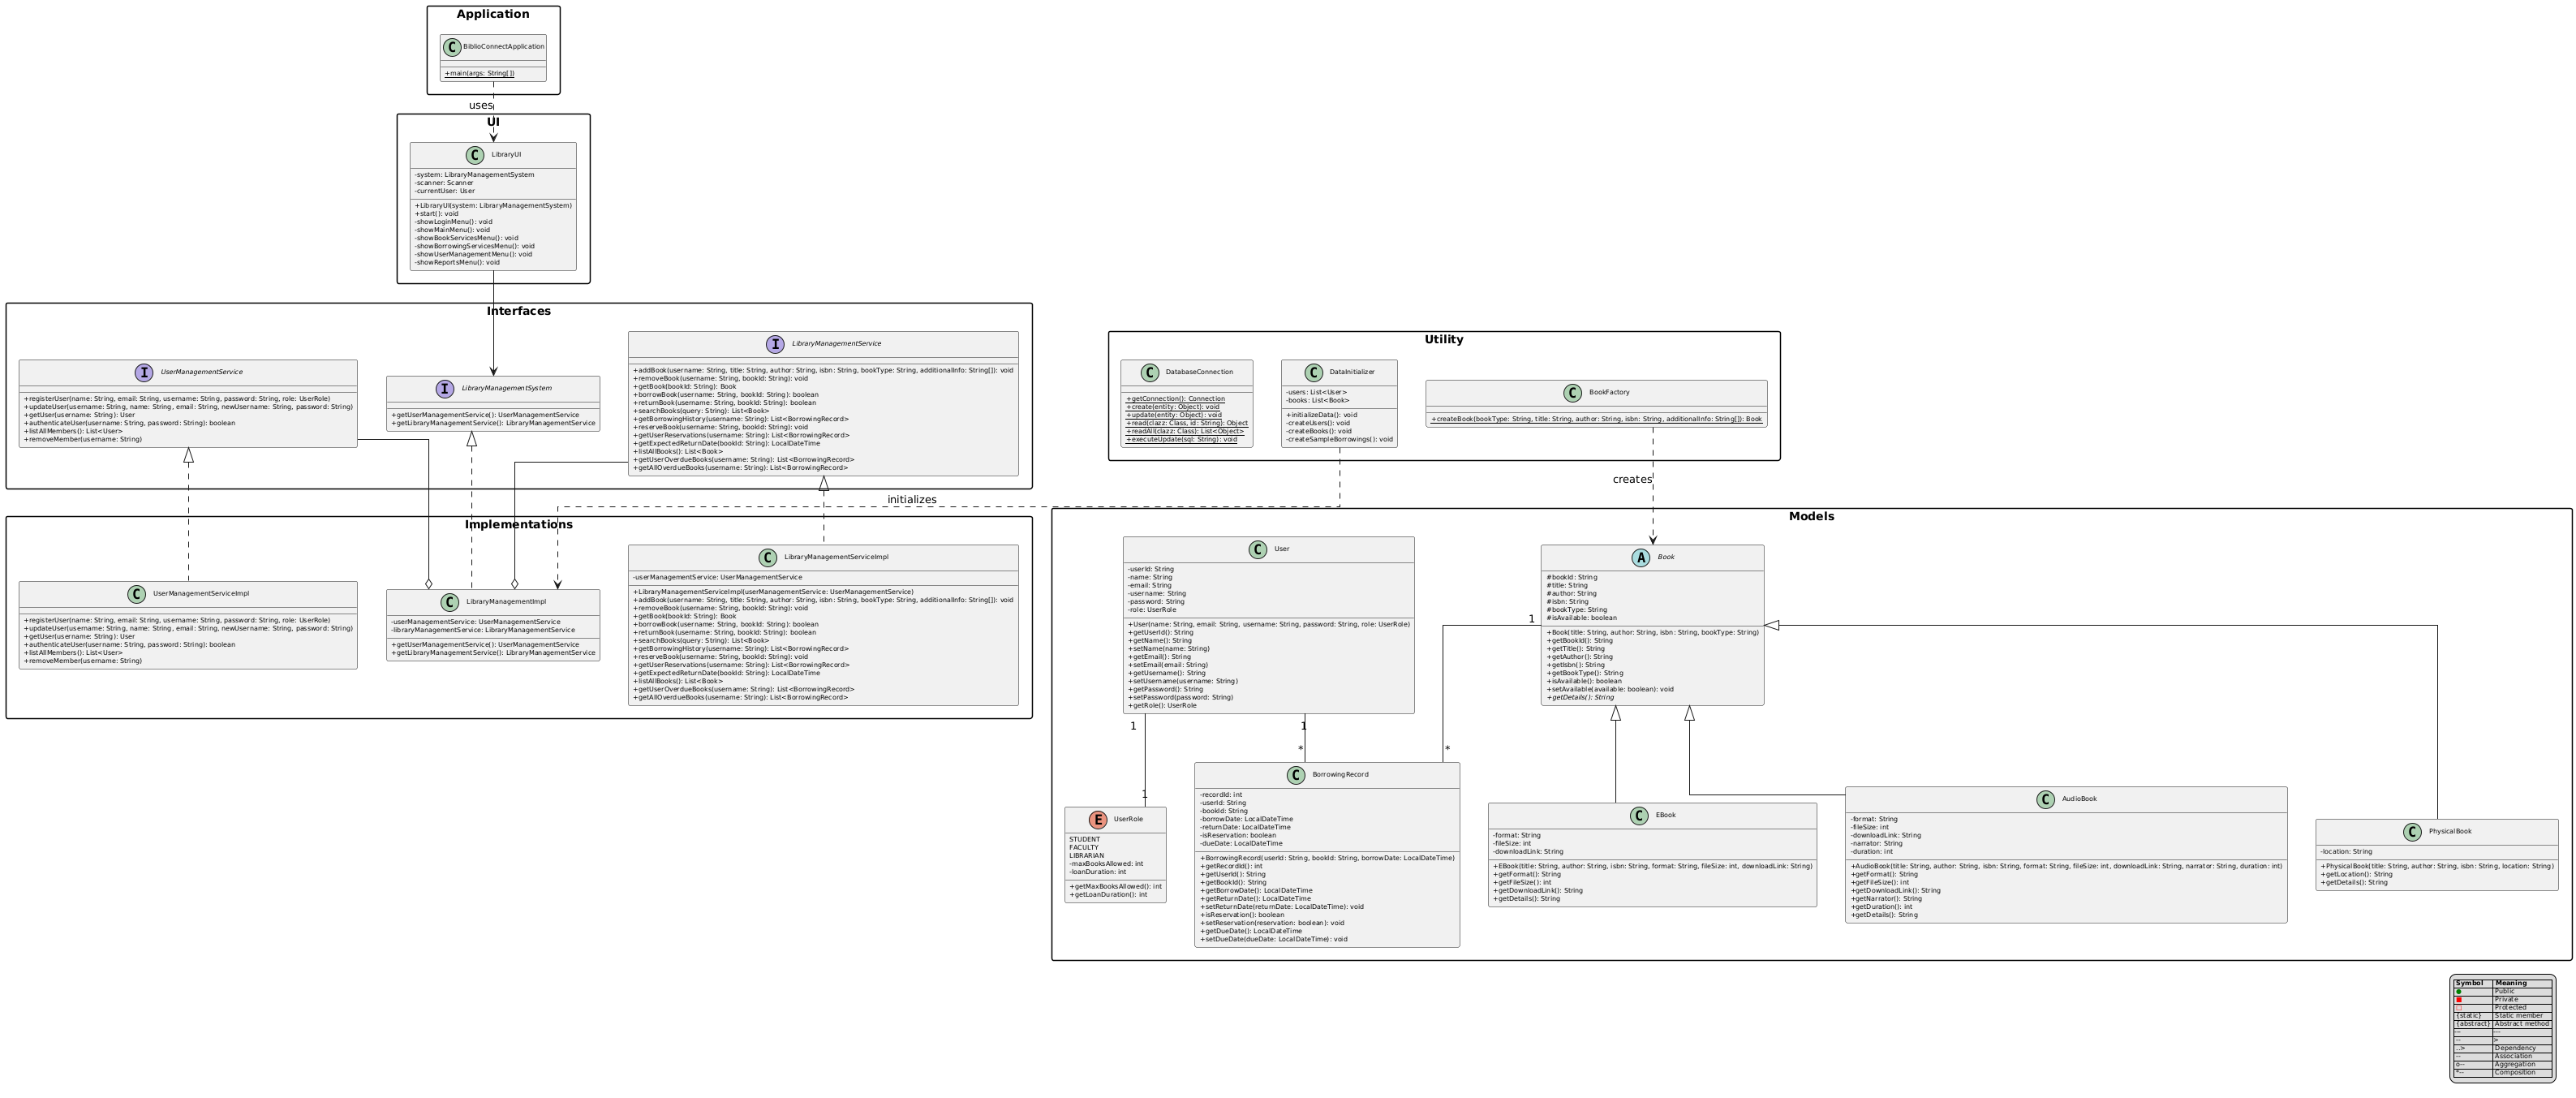 Application
BiblioConnectApplication
+main(args: String[])
uses
UI
LibraryUI
-system: LibraryManagementSystem
-scanner: Scanner
-currentUser: User
+LibraryUI(system: LibraryManagementSystem)
+start(): void
-showLoginMenu(): void
-showMainMenu(): void
-showBookServicesMenu(): void
-showBorrowingServicesMenu(): void
-showUserManagementMenu(): void
-showReportsMenu(): void
Interfaces
UserManagementService
+registerUser(name: String, email: String, username: String, password: String, role: UserRole)
+updateUser(username: String, name: String, email: String, newUsername: String, password: String)
+getUser(username: String): User
+authenticateUser(username: String, password: String): boolean
+listAllMembers(): List<User>
+removeMember(username: String)
LibraryManagementSystem
+getUserManagementService(): UserManagementService
+getLibraryManagementService(): LibraryManagementService
LibraryManagementService
+addBook(username: String, title: String, author: String, isbn: String, bookType: String, additionalInfo: String[]): void
+removeBook(username: String, bookId: String): void
+getBook(bookId: String): Book
+borrowBook(username: String, bookId: String): boolean
+returnBook(username: String, bookId: String): boolean
+searchBooks(query: String): List<Book>
+getBorrowingHistory(username: String): List<BorrowingRecord>
+reserveBook(username: String, bookId: String): void
+getUserReservations(username: String): List<BorrowingRecord>
+getExpectedReturnDate(bookId: String): LocalDateTime
+listAllBooks(): List<Book>
+getUserOverdueBooks(username: String): List<BorrowingRecord>
+getAllOverdueBooks(username: String): List<BorrowingRecord>
Utility
DatabaseConnection
+getConnection(): Connection
+create(entity: Object): void
+update(entity: Object): void
+read(clazz: Class, id: String): Object
+readAll(clazz: Class): List<Object>
+executeUpdate(sql: String): void
DataInitializer
-users: List<User>
-books: List<Book>
+initializeData(): void
-createUsers(): void
-createBooks(): void
-createSampleBorrowings(): void
BookFactory
+createBook(bookType: String, title: String, author: String, isbn: String, additionalInfo: String[]): Book
initializes
creates
Implementations
UserManagementServiceImpl
+registerUser(name: String, email: String, username: String, password: String, role: UserRole)
+updateUser(username: String, name: String, email: String, newUsername: String, password: String)
+getUser(username: String): User
+authenticateUser(username: String, password: String): boolean
+listAllMembers(): List<User>
+removeMember(username: String)
LibraryManagementImpl
-userManagementService: UserManagementService
-libraryManagementService: LibraryManagementService
+getUserManagementService(): UserManagementService
+getLibraryManagementService(): LibraryManagementService
LibraryManagementServiceImpl
-userManagementService: UserManagementService
+LibraryManagementServiceImpl(userManagementService: UserManagementService)
+addBook(username: String, title: String, author: String, isbn: String, bookType: String, additionalInfo: String[]): void
+removeBook(username: String, bookId: String): void
+getBook(bookId: String): Book
+borrowBook(username: String, bookId: String): boolean
+returnBook(username: String, bookId: String): boolean
+searchBooks(query: String): List<Book>
+getBorrowingHistory(username: String): List<BorrowingRecord>
+reserveBook(username: String, bookId: String): void
+getUserReservations(username: String): List<BorrowingRecord>
+getExpectedReturnDate(bookId: String): LocalDateTime
+listAllBooks(): List<Book>
+getUserOverdueBooks(username: String): List<BorrowingRecord>
+getAllOverdueBooks(username: String): List<BorrowingRecord>
Models
User
-userId: String
-name: String
-email: String
-username: String
-password: String
-role: UserRole
+User(name: String, email: String, username: String, password: String, role: UserRole)
+getUserId(): String
+getName(): String
+setName(name: String)
+getEmail(): String
+setEmail(email: String)
+getUsername(): String
+setUsername(username: String)
+getPassword(): String
+setPassword(password: String)
+getRole(): UserRole
Book
#bookId: String
#title: String
#author: String
#isbn: String
#bookType: String
#isAvailable: boolean
+Book(title: String, author: String, isbn: String, bookType: String)
+getBookId(): String
+getTitle(): String
+getAuthor(): String
+getIsbn(): String
+getBookType(): String
+isAvailable(): boolean
+setAvailable(available: boolean): void
+getDetails(): String
1
1
1
*
*
1
UserRole
STUDENT
FACULTY
LIBRARIAN
-maxBooksAllowed: int
-loanDuration: int
+getMaxBooksAllowed(): int
+getLoanDuration(): int
BorrowingRecord
-recordId: int
-userId: String
-bookId: String
-borrowDate: LocalDateTime
-returnDate: LocalDateTime
-isReservation: boolean
-dueDate: LocalDateTime
+BorrowingRecord(userId: String, bookId: String, borrowDate: LocalDateTime)
+getRecordId(): int
+getUserId(): String
+getBookId(): String
+getBorrowDate(): LocalDateTime
+getReturnDate(): LocalDateTime
+setReturnDate(returnDate: LocalDateTime): void
+isReservation(): boolean
+setReservation(reservation: boolean): void
+getDueDate(): LocalDateTime
+setDueDate(dueDate: LocalDateTime): void
EBook
-format: String
-fileSize: int
-downloadLink: String
+EBook(title: String, author: String, isbn: String, format: String, fileSize: int, downloadLink: String)
+getFormat(): String
+getFileSize(): int
+getDownloadLink(): String
+getDetails(): String
AudioBook
-format: String
-fileSize: int
-downloadLink: String
-narrator: String
-duration: int
+AudioBook(title: String, author: String, isbn: String, format: String, fileSize: int, downloadLink: String, narrator: String, duration: int)
+getFormat(): String
+getFileSize(): int
+getDownloadLink(): String
+getNarrator(): String
+getDuration(): int
+getDetails(): String
PhysicalBook
-location: String
+PhysicalBook(title: String, author: String, isbn: String, location: String)
+getLocation(): String
+getDetails(): String
Symbol Meaning
Public
Private
Protected
{static} Static member
{abstract} Abstract method
-- ---
-- >
..> Dependency
-- Association
o-- Aggregation
*-- Composition